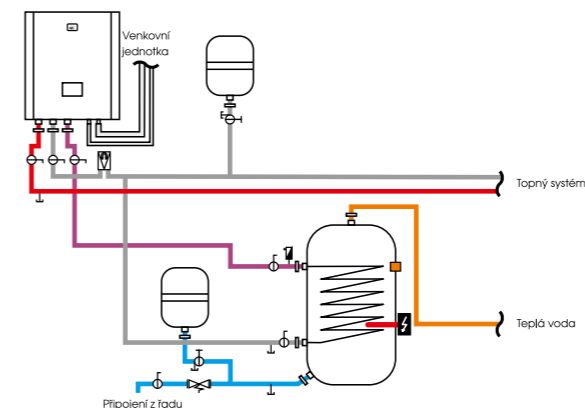 Venkovní
jednotka
Topný systém
Teplá voda
Připojení z řadu